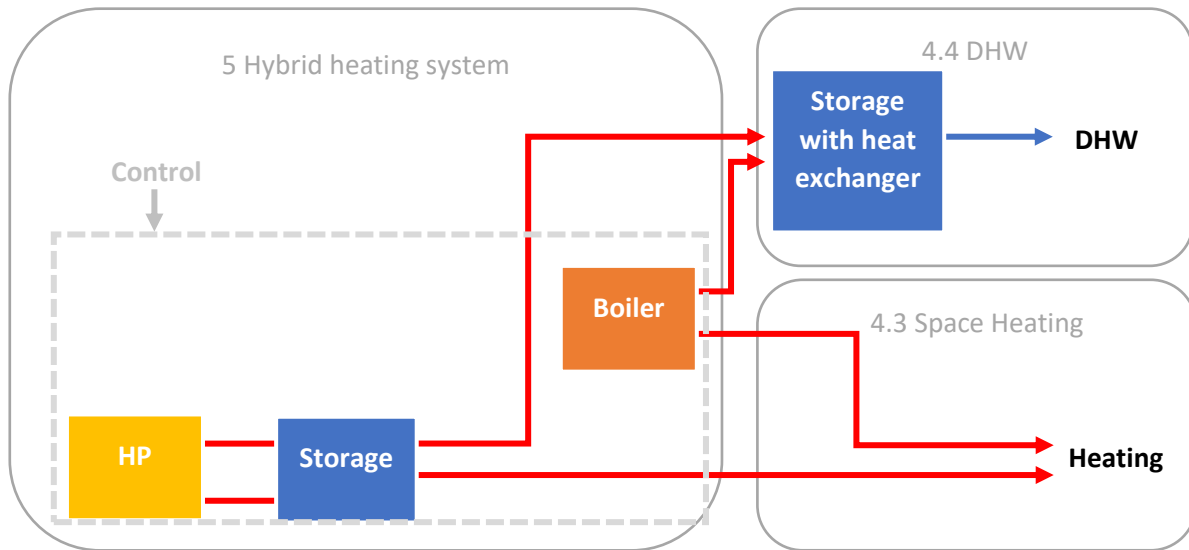 5 Hybrid heating system
4.4 DHW
Storage
with heat
exchanger
DHW
Control
Boiler
4.3 Space Heating
HP
Storage
Heating